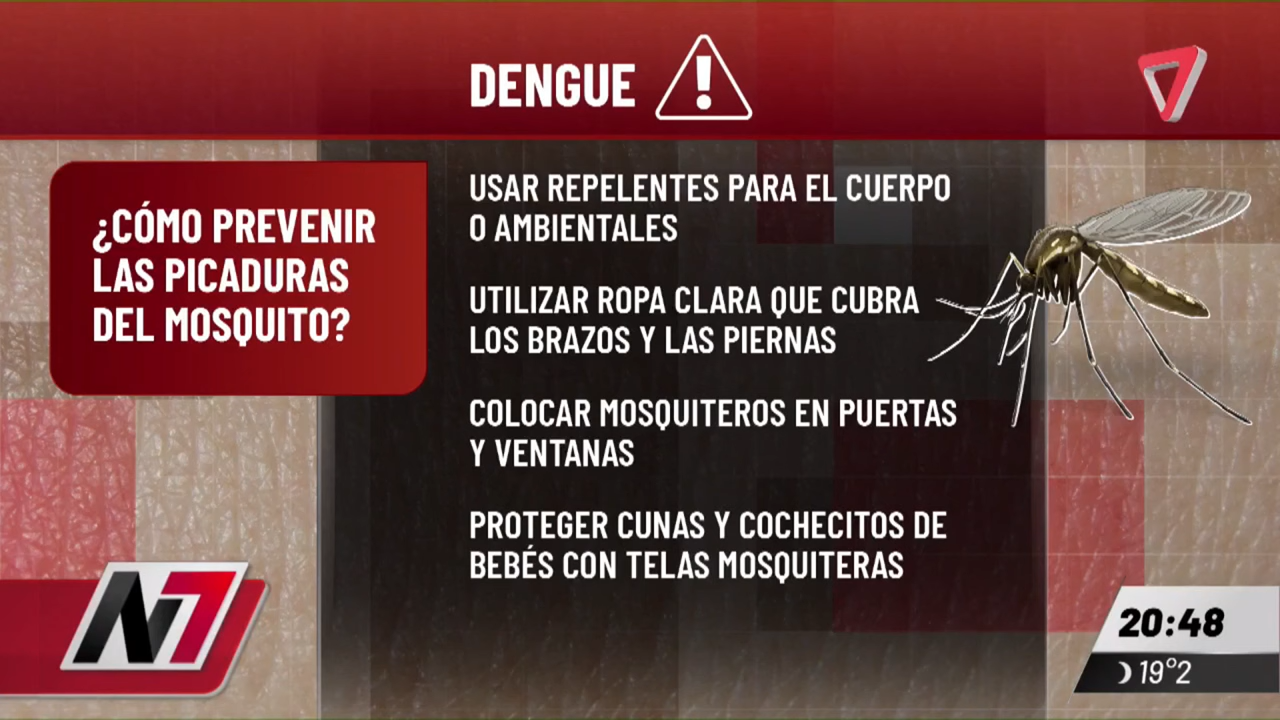 DENGUE
¿CÓMO PREVENIR
LAS PICADURAS
DEL MOSQUITO?
USAR REPELENTES PARA EL CUERPO
O AMBIENTALES
UTILIZAR ROPA CLARA QUE CUBRA
LOS BRAZOS Y LAS PIERNAS
COLOCAR MOSQUITEROS EN PUERTAS
Y VENTANAS
PROTEGER CUNAS Y COCHECITOS DE
BEBÉS CON TELAS MOSQUITERAS
N7
20:48
19°2